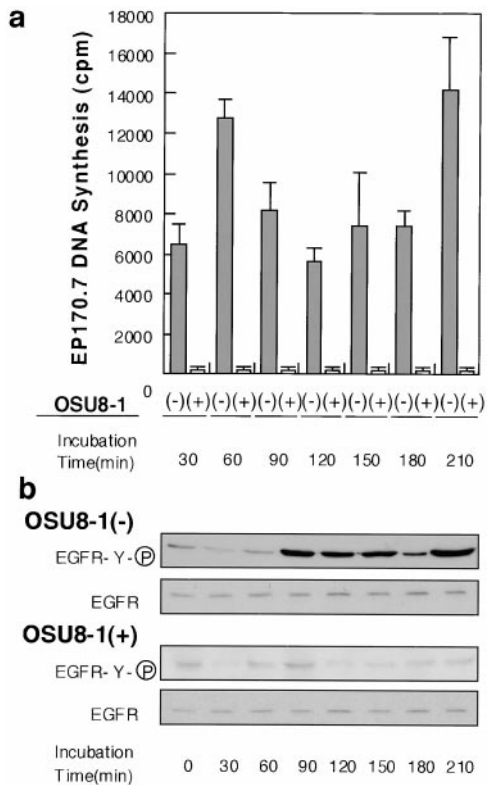 a
EP170.7 DNA Synthesis (cpm)
18000
16000
14000
12000
10000
8000
6000
4000
2000
0
OSU8-1 (-)(+) (-)(+) (-)(+) (-)(+) (-)(+) (-)(+) (-)(+)
Incubation
Time(min) 30 60 90 120 150 180 210
b
OSU8-1(-)
EGFR- Y- Ⓟ
EGFR
OSU8-1(+)
EGFR- Y- Ⓟ
EGFR
Incubation
Time(min) 0 30 60 90 120 150 180 210